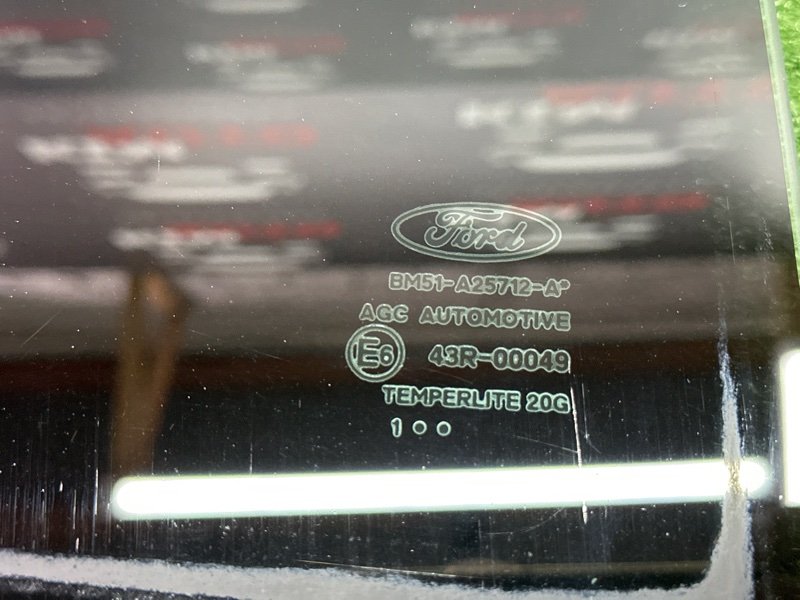 Ford
BM51-A25712-A*
AGC AUTOMOTIVE
E6 43R-00049
TEMPERLITE 20G
1 ○ ○